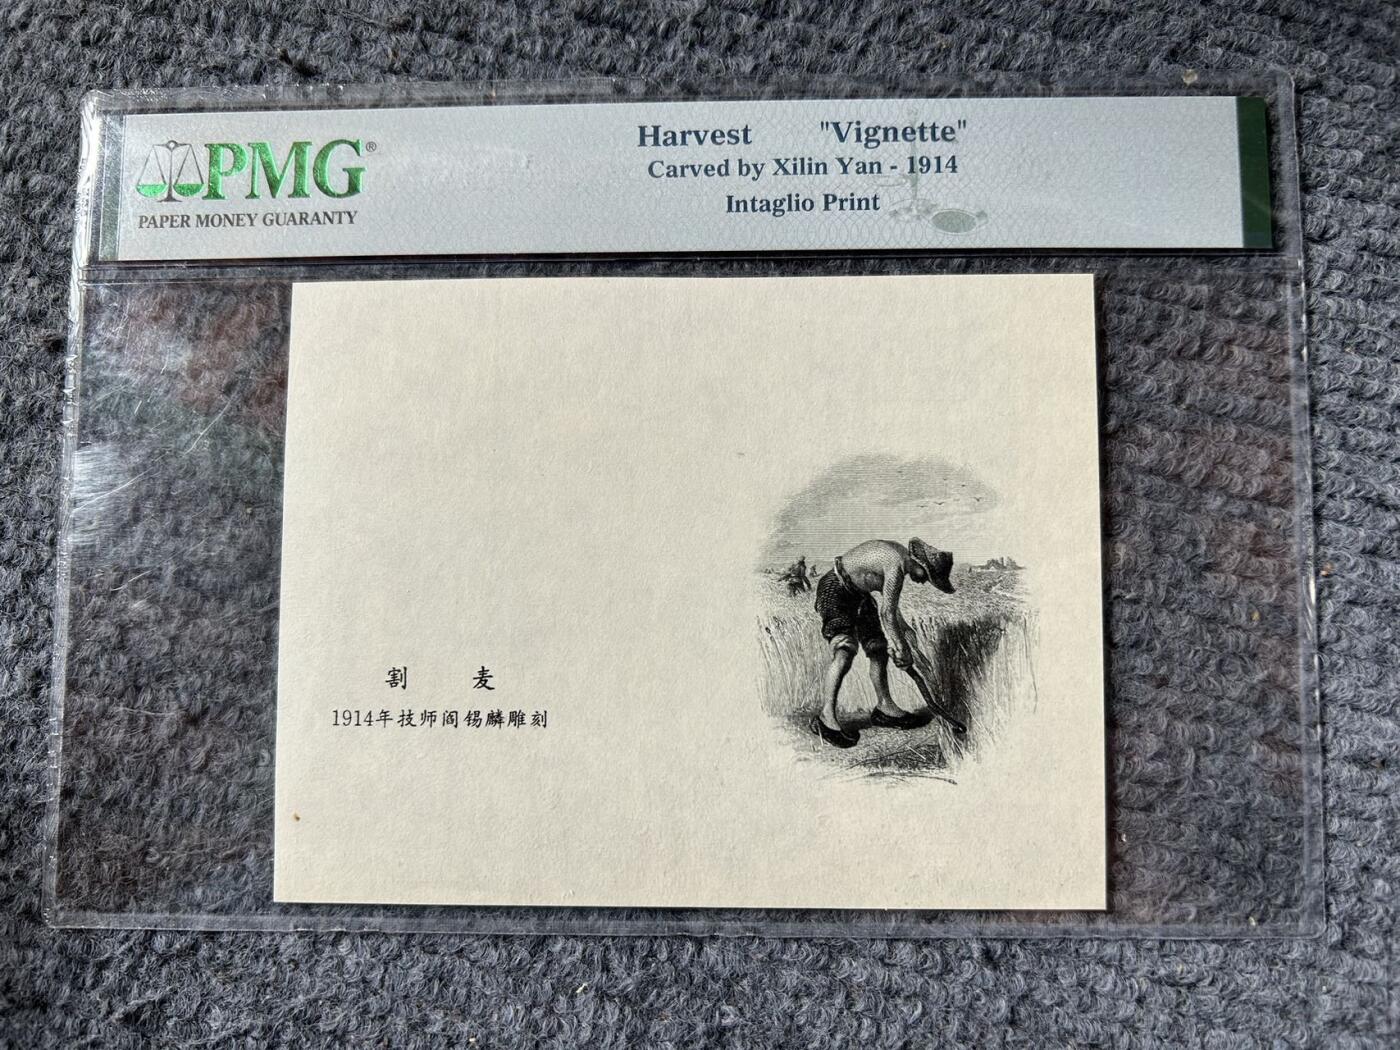 PMG®
PAPER MONEY GUARANTY
Harvest "Vignette"
Carved by Xilin Yan - 1914
Intaglio Print
割 麦
1914年技师阎锡麟雕刻